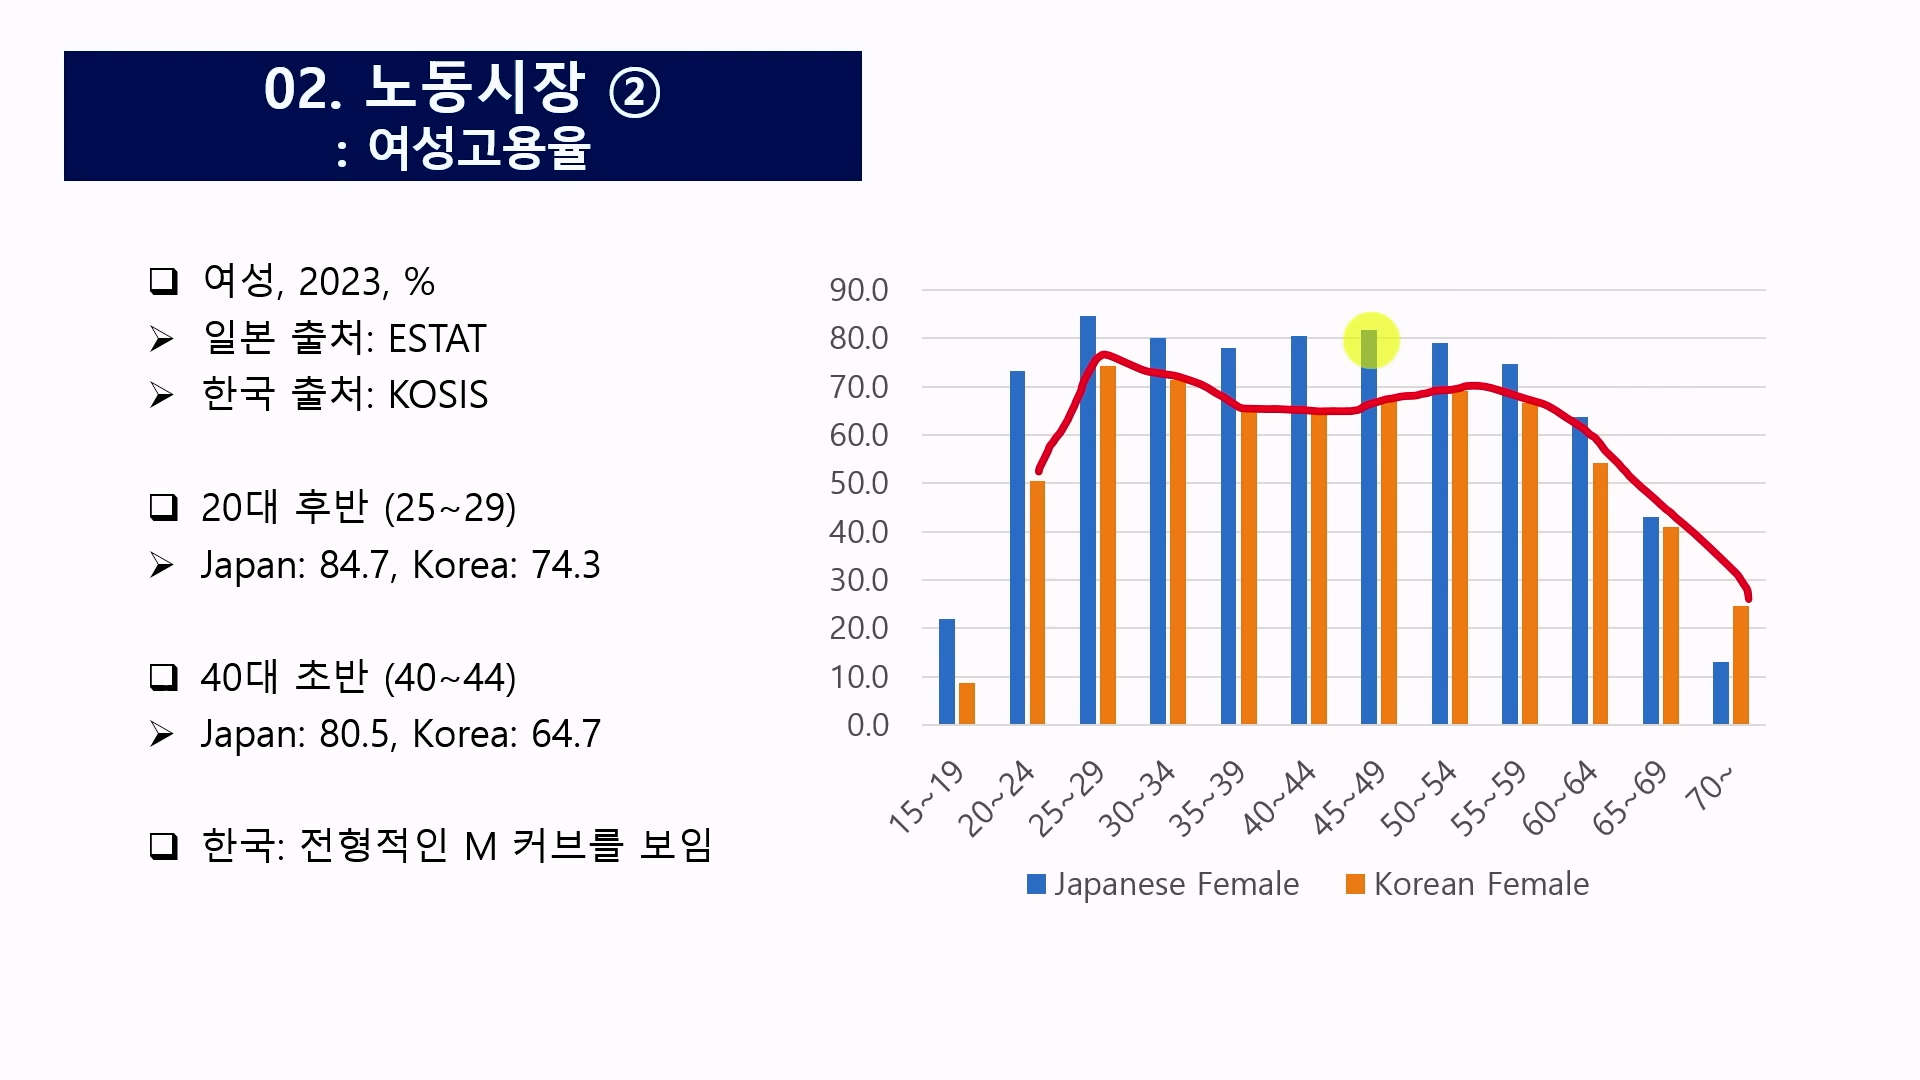 02. 노동시장 ②
: 여성고용율
❑ 여성, 2023, %
➢ 일본 출처: ESTAT
➢ 한국 출처: KOSIS
❑ 20대 후반 (25~29)
➢ Japan: 84.7, Korea: 74.3
❑ 40대 초반 (40~44)
➢ Japan: 80.5, Korea: 64.7
❑ 한국: 전형적인 M 커브를 보임
90.0
80.0
70.0
60.0
50.0
40.0
30.0
20.0
10.0
0.0
15~19
20~24
25~29
30~34
35~39
40~44
45~49
50~54
55~59
60~64
65~69
70~
Japanese Female
Korean Female